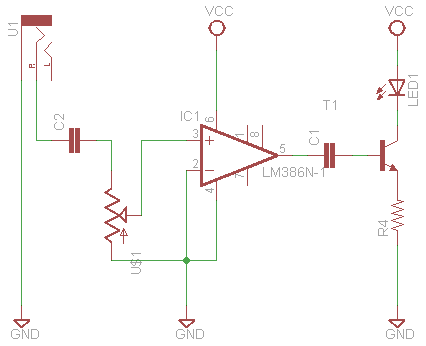 VCC
VCC
U1
R
L
C2
IC1
6
3
1
8
+
5
2
-
4
7
LM386N-1
C1
T1
LED1
U$1
R4
GND
GND
GND